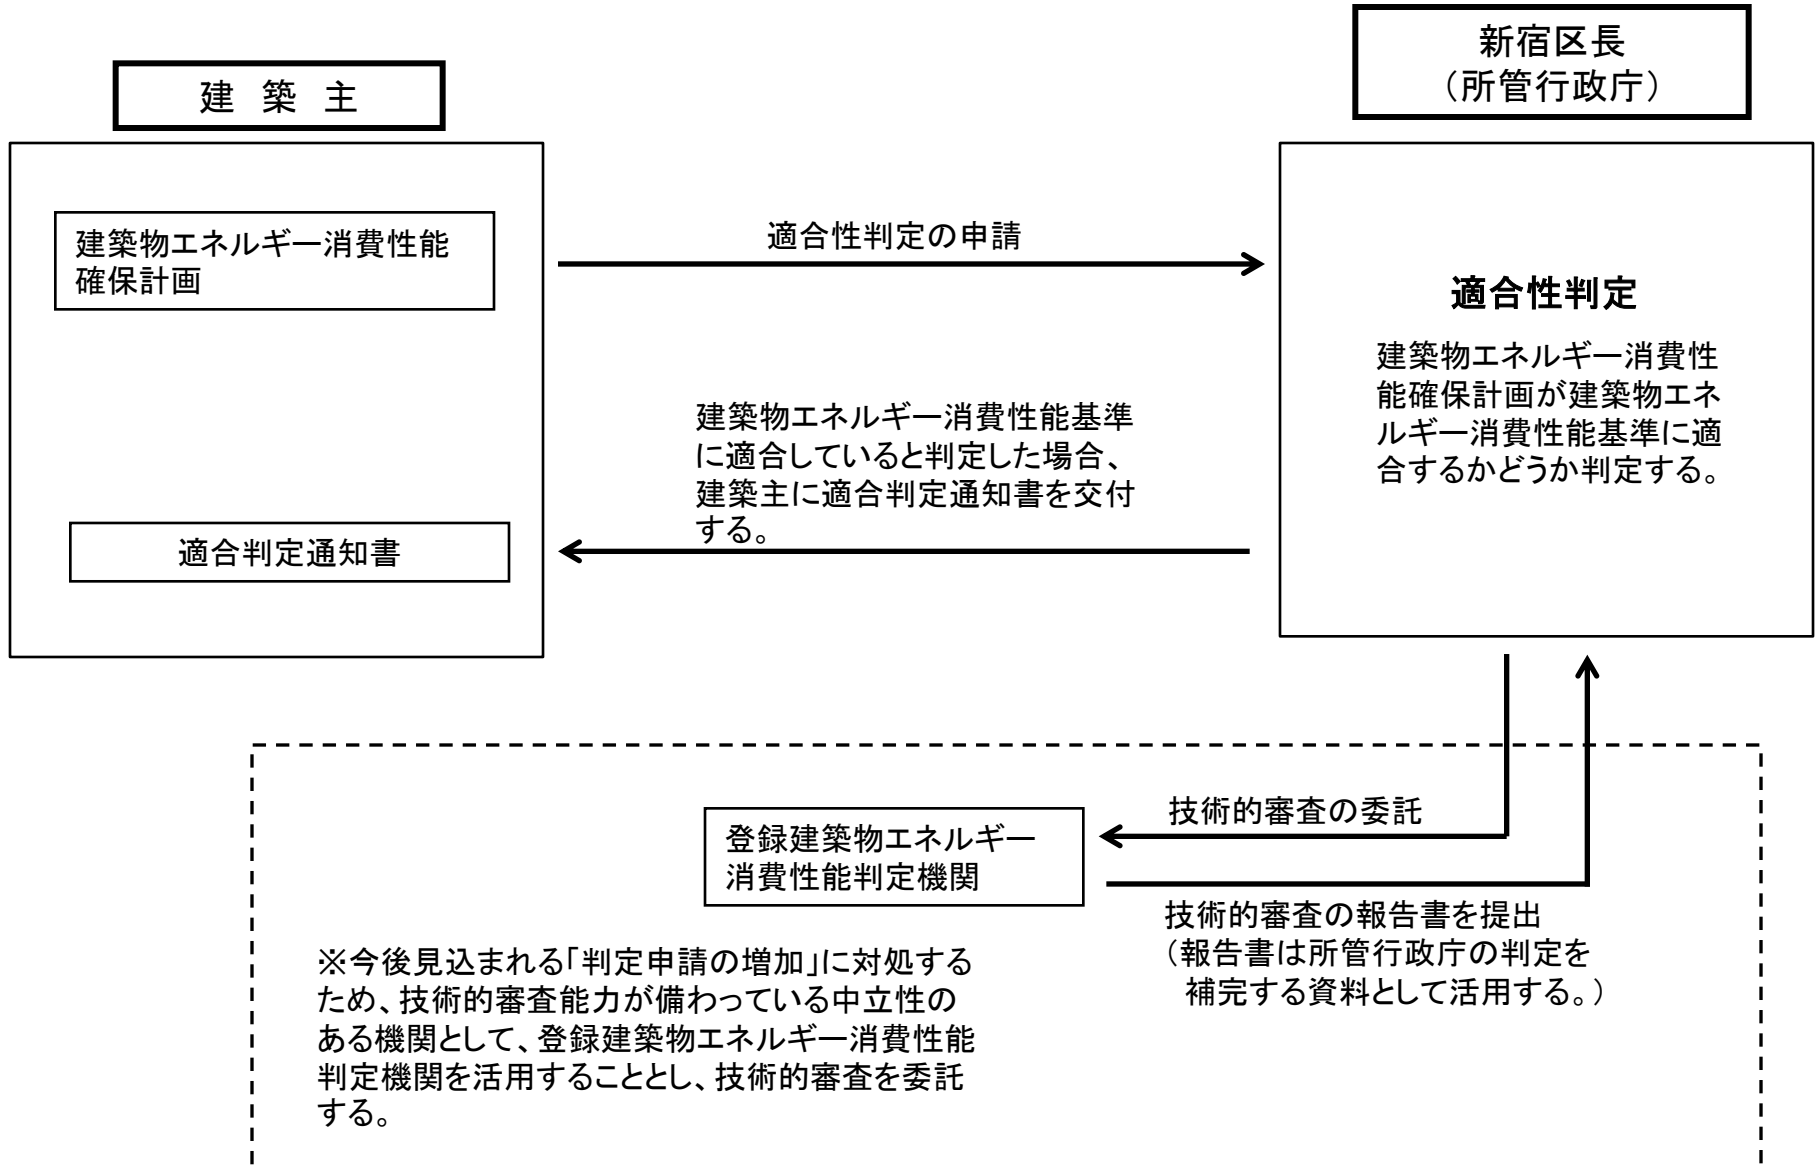 建 築 主
新宿区長
（所管行政庁）
建築物エネルギー消費性能
確保計画
適合性判定の申請
適合性判定
建築物エネルギー消費性
能確保計画が建築物エネ
ルギー消費性能基準に適
合するかどうか判定する。
建築物エネルギー消費性能基準
に適合していると判定した場合、
建築主に適合判定通知書を交付
する。
適合判定通知書
技術的審査の委託
登録建築物エネルギー
消費性能判定機関
技術的審査の報告書を提出
（報告書は所管行政庁の判定を
補完する資料として活用する。）
※今後見込まれる「判定申請の増加」に対処する
ため、技術的審査能力が備わっている中立性の
ある機関として、登録建築物エネルギー消費性能
判定機関を活用することとし、技術的審査を委託
する。